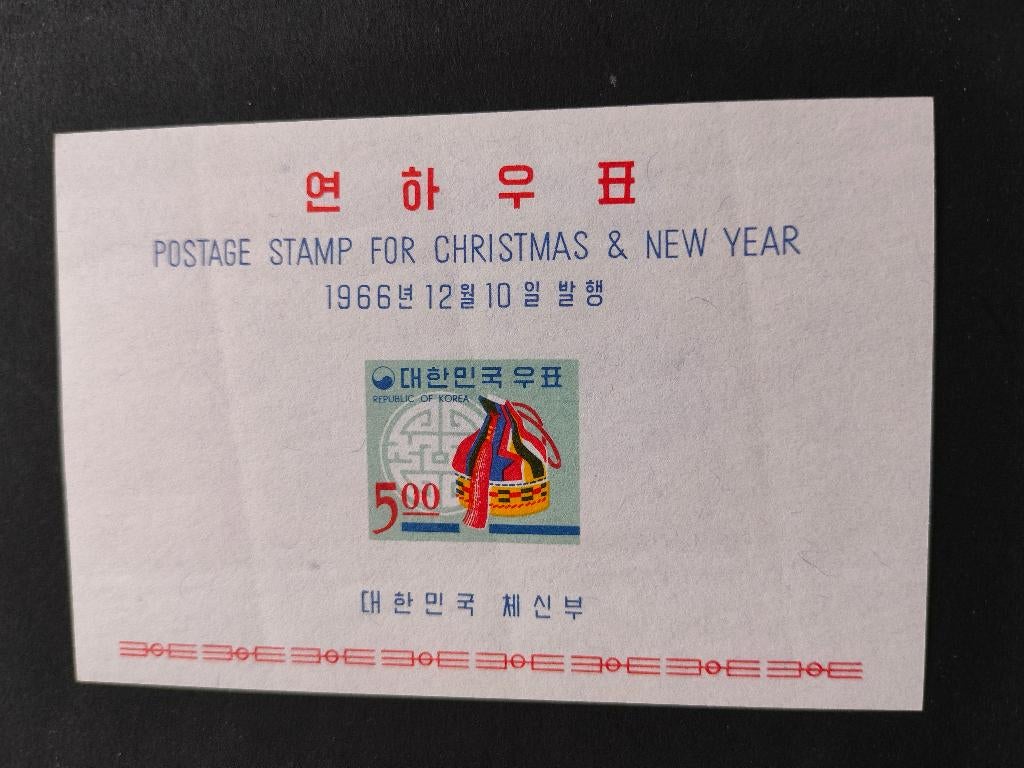 연 하 우 표
POSTAGE STAMP FOR CHRISTMAS & NEW YEAR
1966년 12월 10일 발행
대한민국우표
REPUBLIC OF KOREA
500
대한민국 체신부